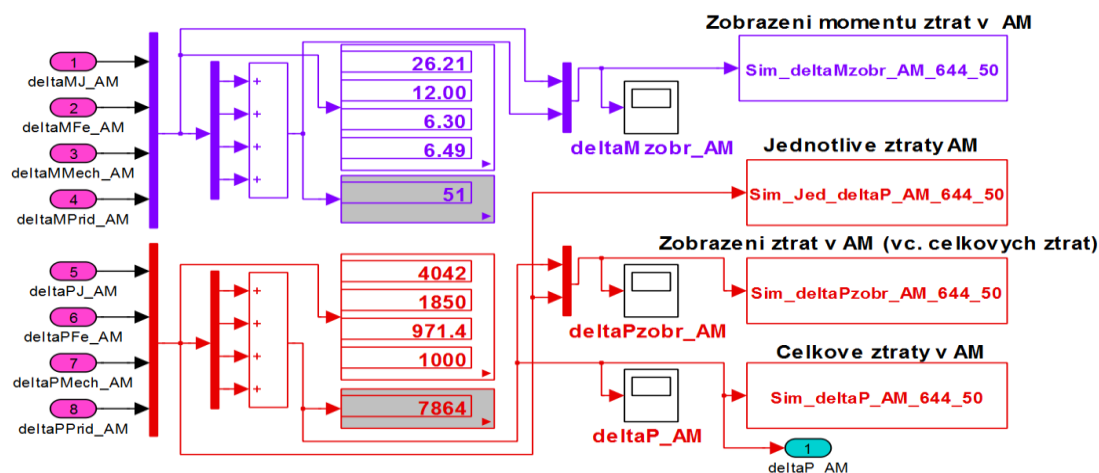 Zobrazeni momentu ztrat v AM
1
deltaMJ_AM
2
deltaMFe_AM
3
deltaMMech_AM
4
deltaMPrid_AM
+
+
+
+
26.21
12.00
6.30
6.49
51
deltaMzobr_AM
Sim_deltaMzobr_AM_644_50
Jednotlive ztraty AM
Sim_Jed_deltaP_AM_644_50
Zobrazeni ztrat v AM (vc. celkovych ztrat)
5
deltaPJ_AM
6
deltaPFe_AM
7
deltaPMech_AM
8
deltaPPrid_AM
+
+
+
+
4042
1850
971.4
1000
7864
deltaPzobr_AM
Sim_deltaPzobr_AM_644_50
Celkove ztraty v AM
deltaP_AM
Sim_deltaP_AM_644_50
1
deltaP_AM